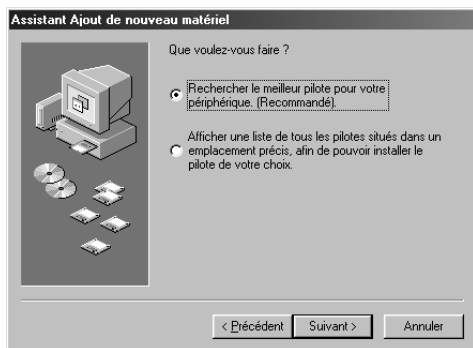 Assistant Ajout de nouveau matériel
Que voulez-vous faire ?
Rechercher le meilleur pilote pour votre
périphérique. (Recommandé).
Afficher une liste de tous les pilotes situés dans un
emplacement précis, afin de pouvoir installer le
pilote de votre choix.
< Précédent Suivant > Annuler